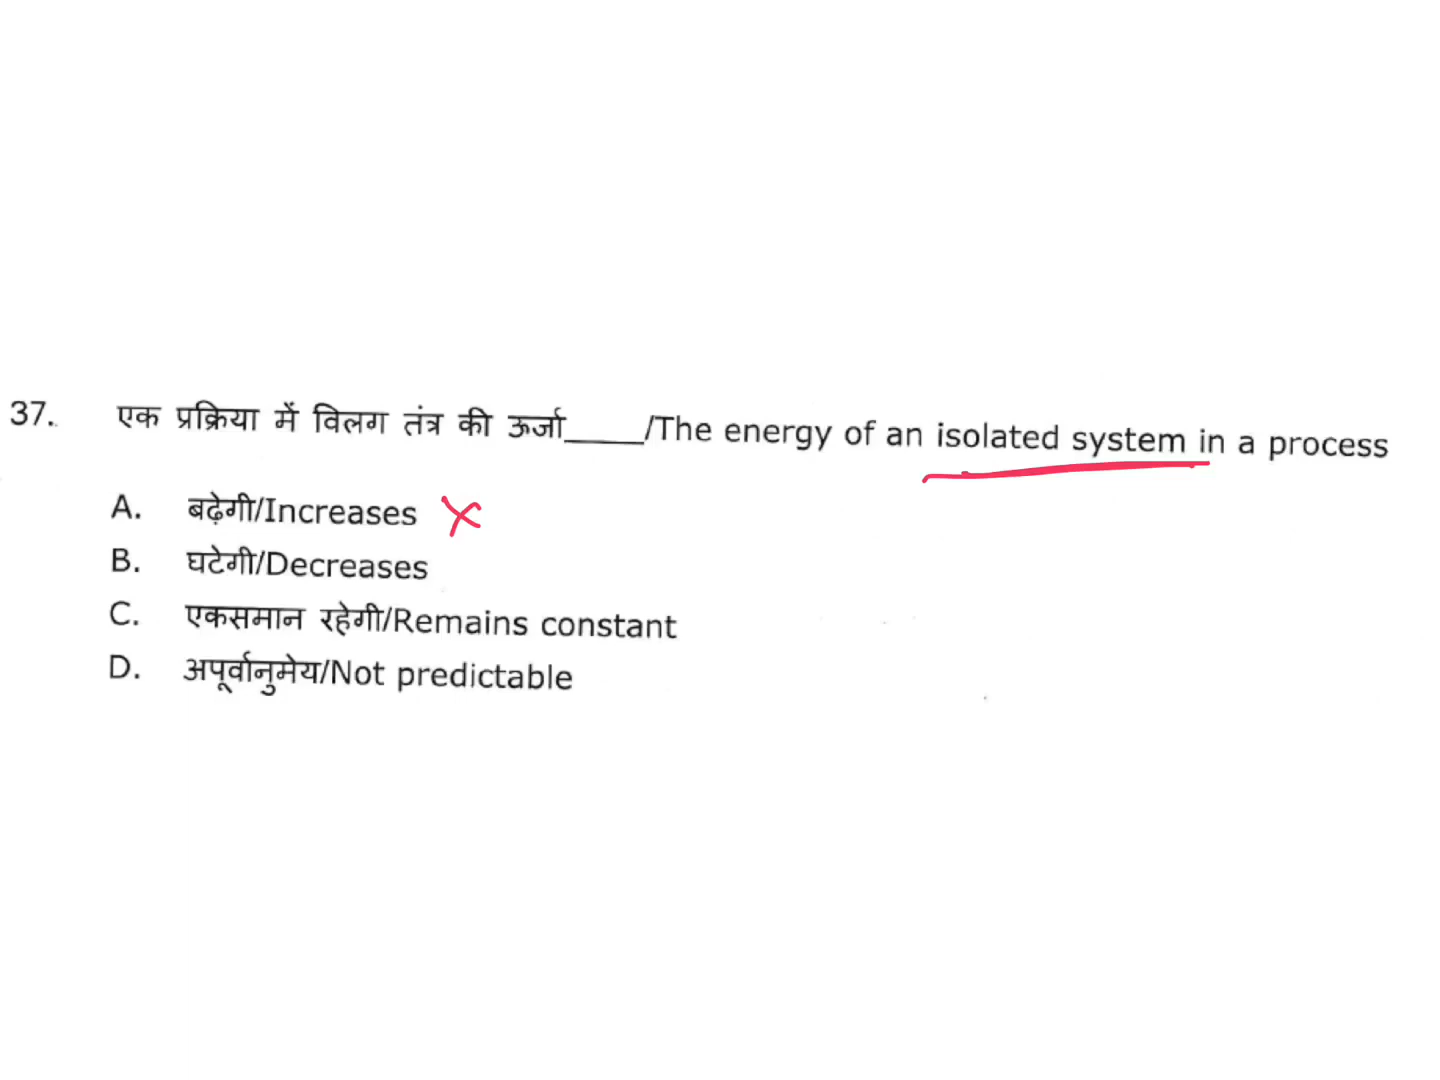 37. एक प्रक्रिया में विलग तंत्र की ऊर्जा_____/The energy of an isolated system in a process
A. बढ़ेगी/Increases
B. घटेगी/Decreases
C. एकसमान रहेगी/Remains constant
D. अपूर्वानुमेय/Not predictable